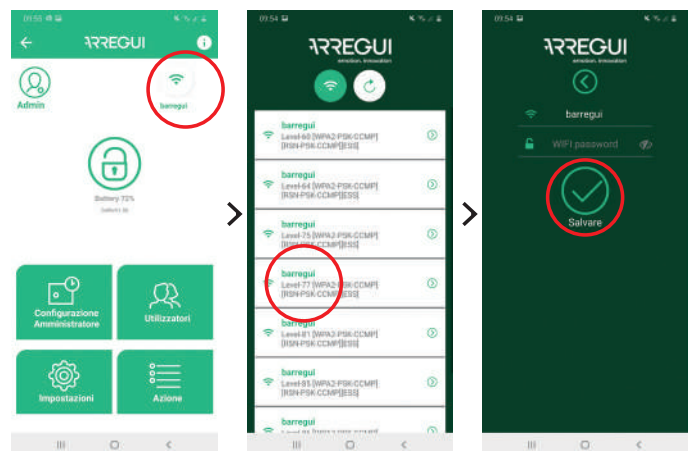 09:55
ARREGUI
Admin
barregui
Battery 72%
Configurazione
Amministratore
Utilizzatori
Impostazioni
Azione
09:54
ARREGUI
emotion. innovation
barregui
Level-60 [WPA2-PSK-CCMP]
[RSN-PSK-CCMP][ESS]
barregui
Level-64 [WPA2-PSK-CCMP]
[RSN-PSK-CCMP][ESS]
barregui
Level-75 [WPA2-PSK-CCMP]
[RSN-PSK-CCMP][ESS]
barregui
Level-77 [WPA2-PSK-CCMP]
[RSN-PSK-CCMP][ESS]
barregui
Level-81 [WPA2-PSK-CCMP]
[RSN-PSK-CCMP][ESS]
barregui
Level-85 [WPA2-PSK-CCMP]
[RSN-PSK-CCMP][ESS]
barregui
09:54
ARREGUI
emotion. innovation
barregui
WIFI password
Salvare